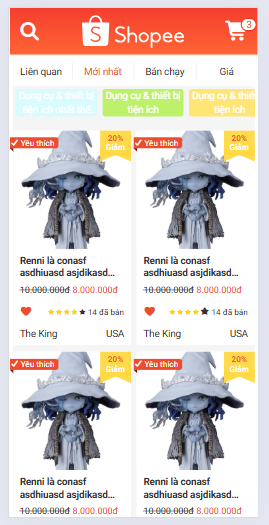 3
S Shopee
Liên quan Mới nhất Bán chạy Giá
Dụng cụ & thiết bị Dụng cụ & thiết bị Dụng cụ & thiết bị
tiện ích nhất thế tiện ích tiện ích
Yêu thích 20% Yêu thích 20%
Giảm Giảm
Renni là conasf Renni là conasf
asdhiuasd asjdikasd... asdhiuasd asjdikasd...
10.000.000đ 8.000.000đ 10.000.000đ 8.000.000đ
14 đã bán 14 đã bán
The King USA The King USA
Yêu thích 20% Yêu thích 20%
Giảm Giảm
Renni là conasf Renni là conasf
asdhiuasd asjdikasd... asdhiuasd asjdikasd...
10.000.000đ 8.000.000đ 10.000.000đ 8.000.000đ